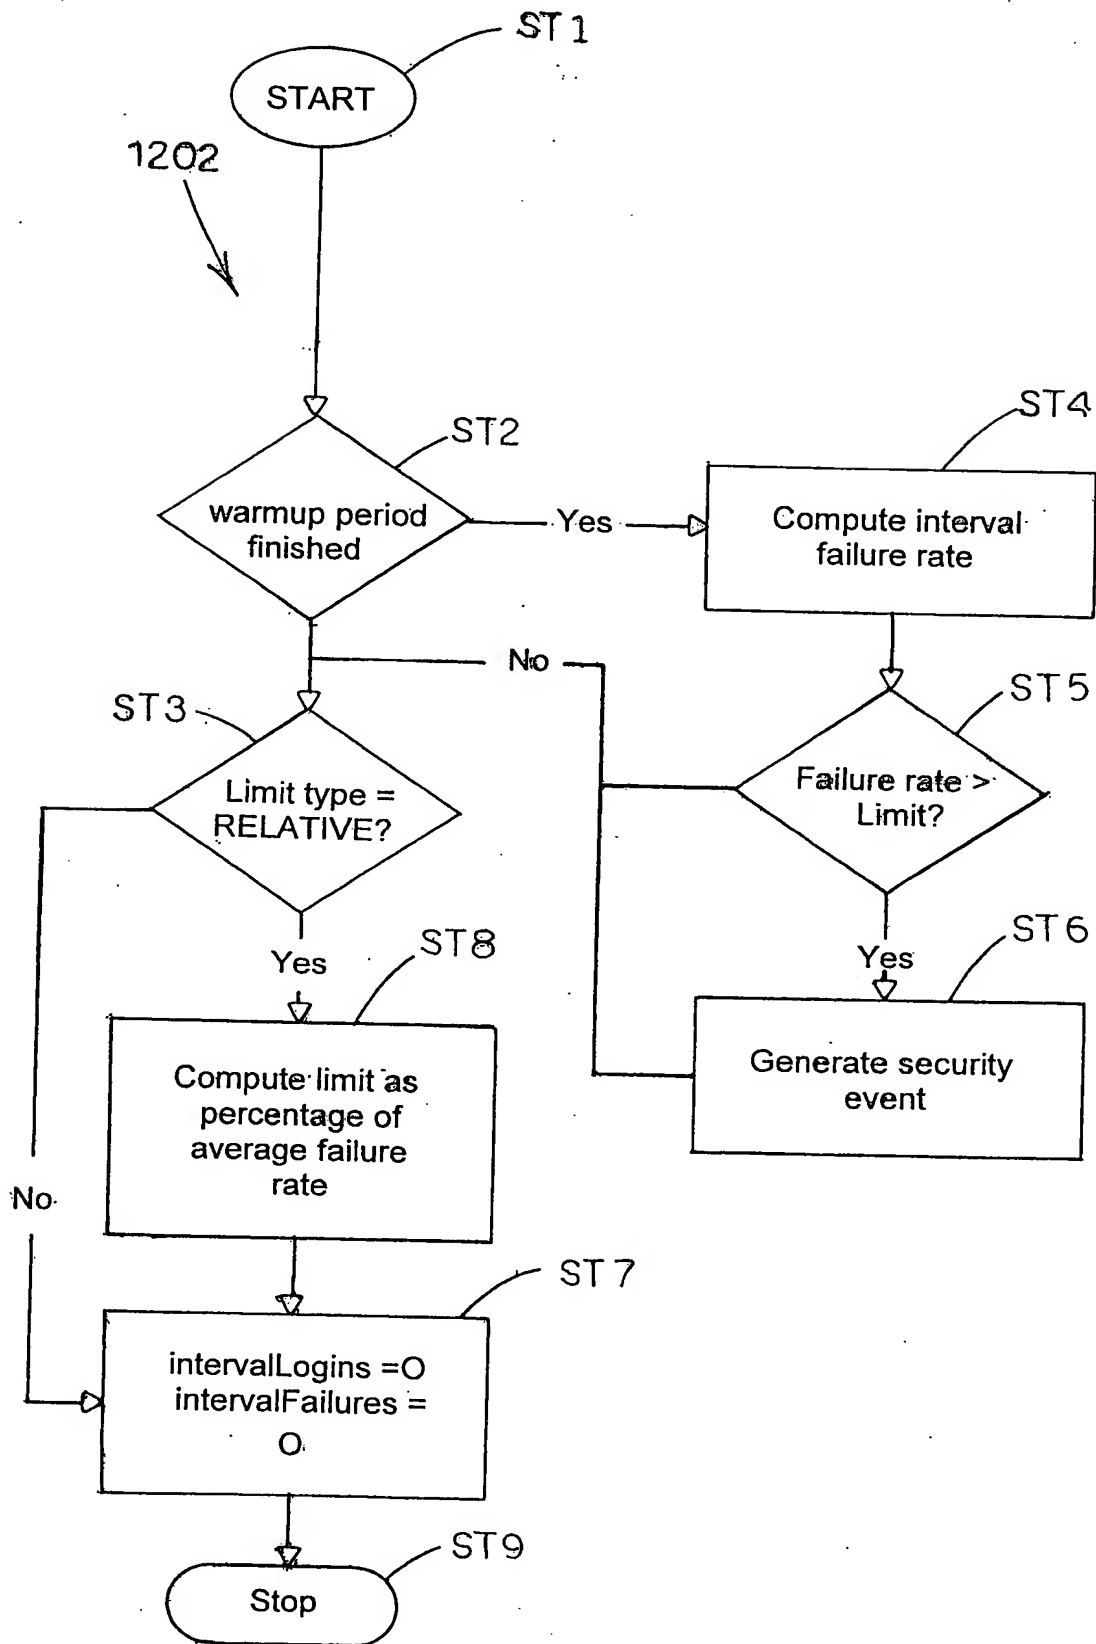 ST1
START
1202
ST2
ST4
warmup period
finished
Yes
Compute interval
failure rate
No
ST3
ST5
Limit type =
RELATIVE?
Failure rate >
Limit?
Yes
ST8
Yes
ST6
Compute limit as
percentage of
average failure
rate
Generate security
event
No
ST7
intervalLogins =O
intervalFailures =
O
ST9
Stop